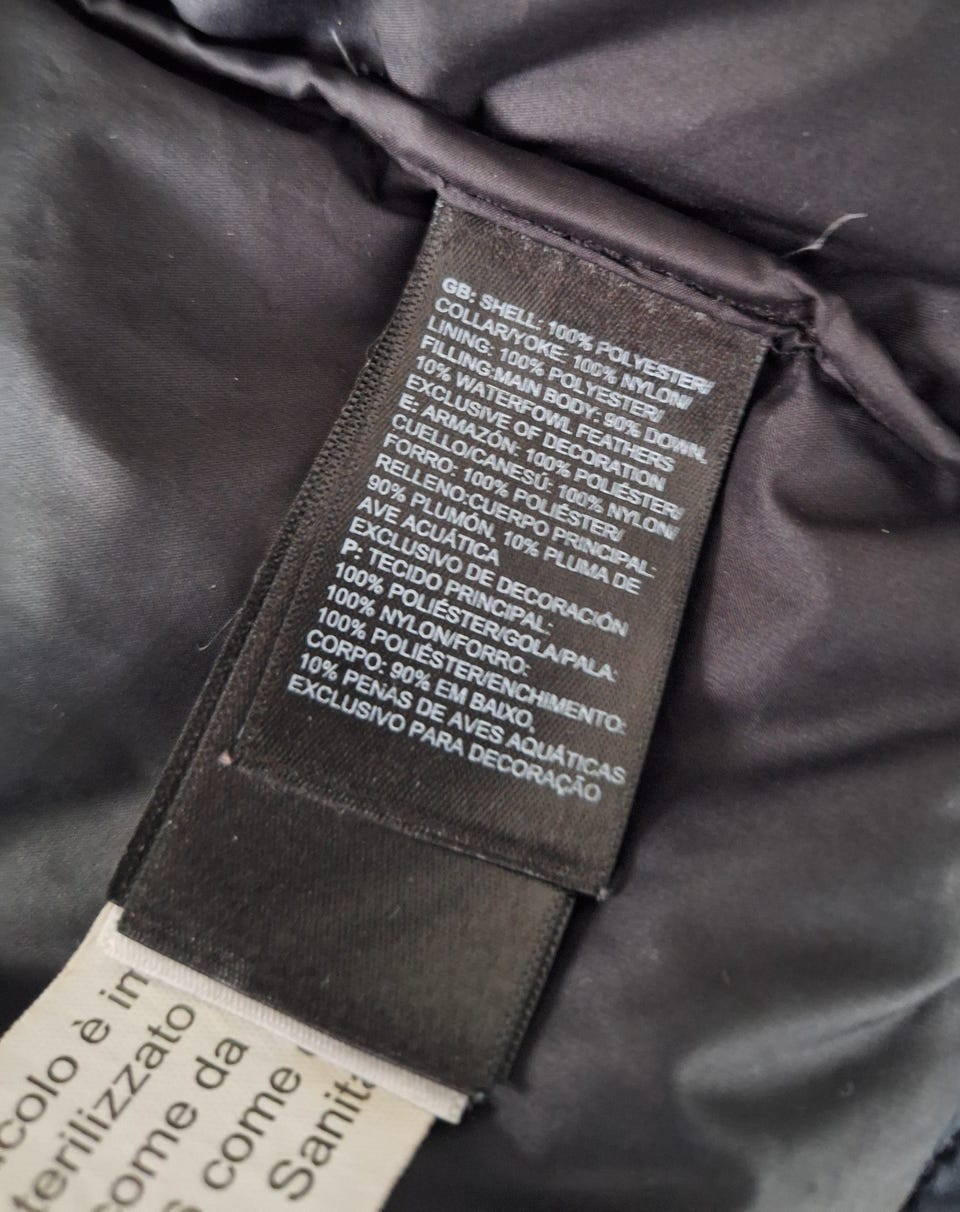 GB: SHELL: 100% POLYESTER/
COLLAR/YOKE: 100% NYLON/
LINING: 100% POLYESTER/
FILLING:MAIN BODY: 90% DOWN,
10% WATERFOWL FEATHERS
EXCLUSIVE OF DECORATION
E: ARMAZÓN: 100% POLIÉSTER/
CUELLO/CANESÚ: 100% NYLON/
FORRO: 100% POLIÉSTER/
RELLENO:CUERPO PRINCIPAL:
90% PLUMÓN, 10% PLUMA DE
AVE ACUÁTICA
EXCLUSIVO DE DECORACIÓN
P: TECIDO PRINCIPAL:
100% POLIÉSTER/GOLA/PALA:
100% NYLON/FORRO:
100% POLIÉSTER/ENCHIMENTO:
CORPO: 90% EM BAIXO,
10% PENAS DE AVES AQUÁTICAS
EXCLUSIVO PARA DECORAÇÃO
colo è in
terilizzato
come da
s come
Sanita